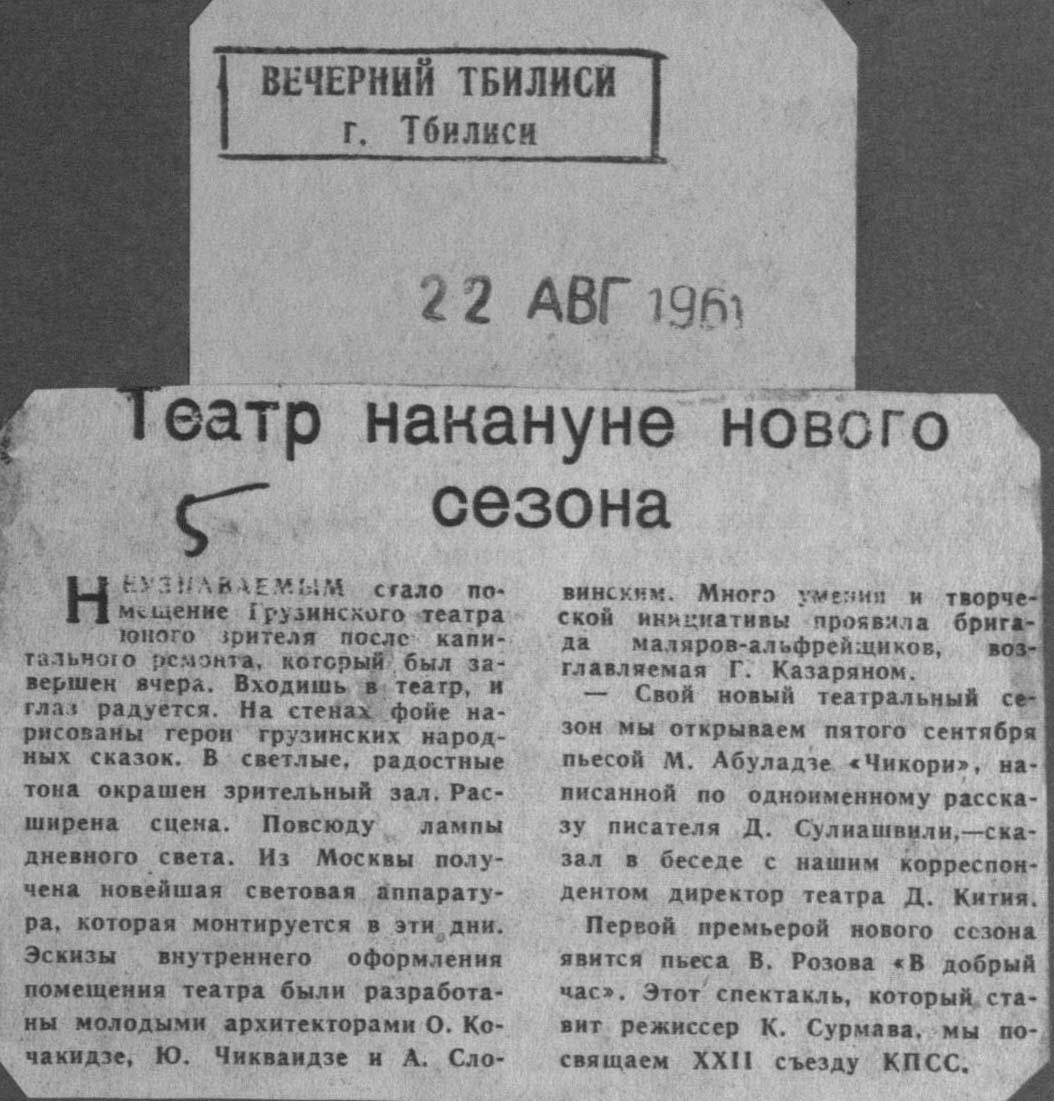 ВЕЧЕРНИЙ ТБИЛИСИ
г. Тбилиси
22 АВГ 1961
Театр накануне нового
сезона
5
НЕУЗНАВАЕМЫМ стало по-
мещение Грузинского театра
юного зрителя после капи-
тального ремонта, который был за-
вершен вчера. Входишь в театр, и
глаз радуется. На стенах фойе на-
рисованы герои грузинских народ-
ных сказок. В светлые, радостные
тона окрашен зрительный зал. Рас-
ширена сцена. Повсюду лампы
дневного света. Из Москвы полу-
чена новейшая световая аппарату-
ра, которая монтируется в эти дни.
Эскизы внутреннего оформления
помещения театра были разработа-
ны молодыми архитекторами О. Ко-
чакидзе, Ю. Чикваидзе и А. Сло-
винским. Много умения и творче-
ской инициативы проявила брига-
да маляров-альфрейщиков, воз-
главляемая Г. Казаряном.
— Свой новый театральный се-
зон мы открываем пятого сентября
пьесой М. Абуладзе «Чикори», на-
писанной по одноименному расска-
зу писателя Д. Сулиашвили,—ска-
зал в беседе с нашим корреспон-
дентом директор театра Д. Кития.
Первой премьерой нового сезона
явится пьеса В. Розова «В добрый
час». Этот спектакль, который ста-
вит режиссер К. Сурмава, мы по-
свящаем XXII съезду КПСС.